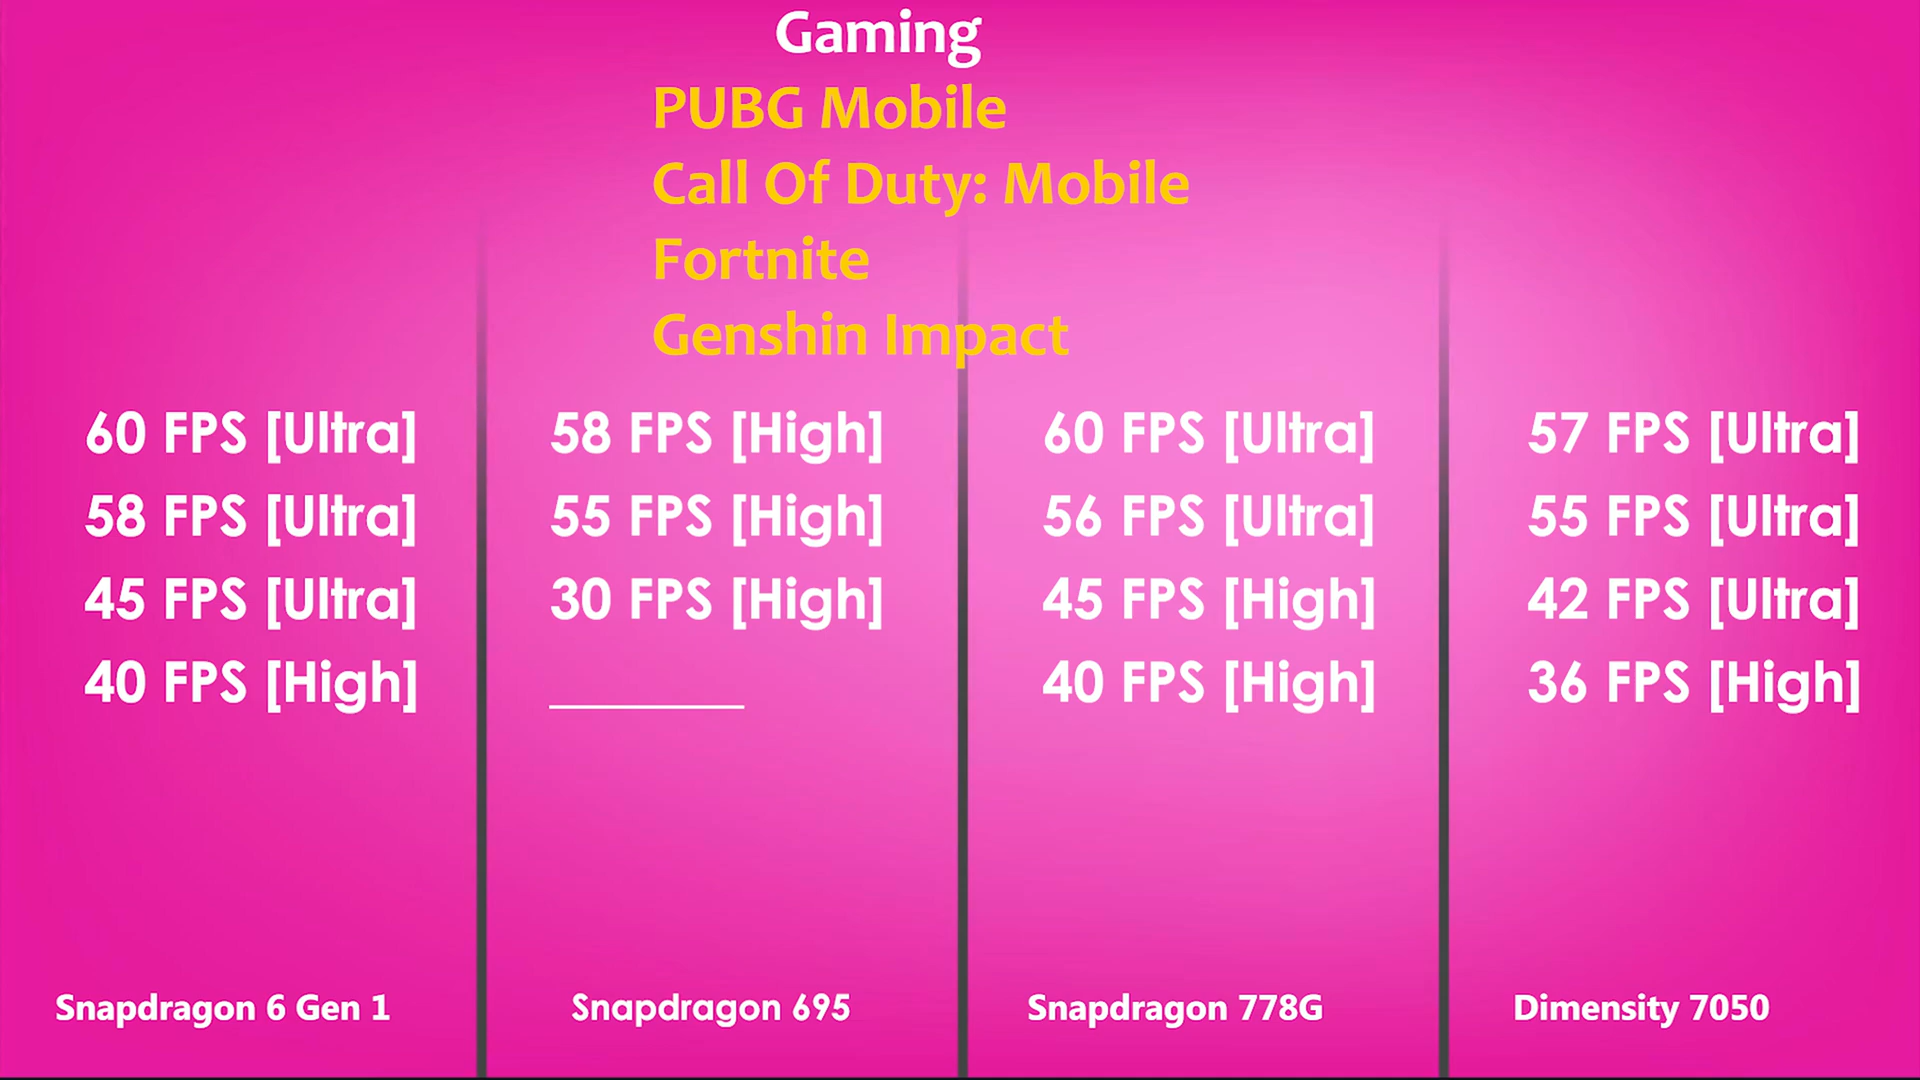 Gaming
PUBG Mobile
Call Of Duty: Mobile
Fortnite
Genshin Impact
60 FPS [Ultra]
58 FPS [Ultra]
45 FPS [Ultra]
40 FPS [High]
Snapdragon 6 Gen 1
58 FPS [High]
55 FPS [High]
30 FPS [High]
Snapdragon 695
60 FPS [Ultra]
56 FPS [Ultra]
45 FPS [High]
40 FPS [High]
Snapdragon 778G
57 FPS [Ultra]
55 FPS [Ultra]
42 FPS [Ultra]
36 FPS [High]
Dimensity 7050